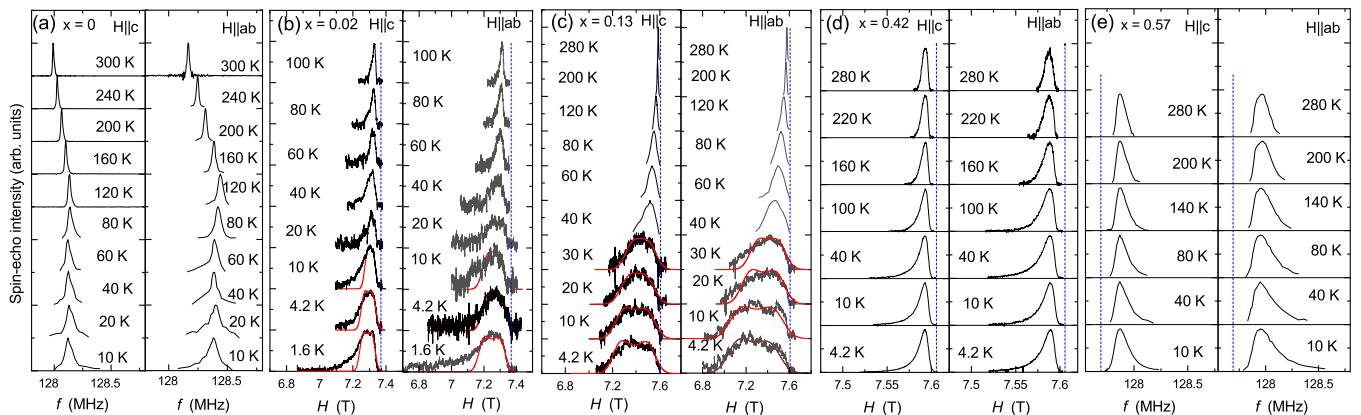 Spin-echo intensity (arb. units)
(a) x = 0 H||c H||ab
300 K 300 K
240 K 240 K
200 K 200 K
160 K 160 K
120 K 120 K
80 K 80 K
60 K 60 K
40 K 40 K
20 K 20 K
10 K 10 K
128 128.5 128 128.5
f (MHz) f (MHz)
(b) x = 0.02 H||c H||ab
100 K 100 K
80 K 80 K
60 K 60 K
40 K 40 K
20 K 20 K
10 K 10 K
4.2 K 4.2 K
1.6 K 1.6 K
6.8 7 7.2 7.4 7 7.2 7.4
H (T) H (T)
(c) x = 0.13 H||c H||ab
280 K 280 K
200 K 200 K
120 K 120 K
80 K 80 K
60 K 60 K
40 K 40 K
30 K 30 K
20 K 20 K
10 K 10 K
4.2 K 4.2 K
6.8 7 7.2 7.4 7.6 6.8 7 7.2 7.4 7.6
H (T) H (T)
(d) x = 0.42 H||c H||ab
280 K 280 K
220 K 220 K
160 K 160 K
100 K 100 K
40 K 40 K
10 K 10 K
4.2 K 4.2 K
7.5 7.55 7.6 7.5 7.55 7.6
H (T) H (T)
(e) x = 0.57 H||c H||ab
280 K 280 K
200 K 200 K
140 K 140 K
80 K 80 K
40 K 40 K
10 K 10 K
128 128.5 128 128.5
f (MHz) f (MHz)